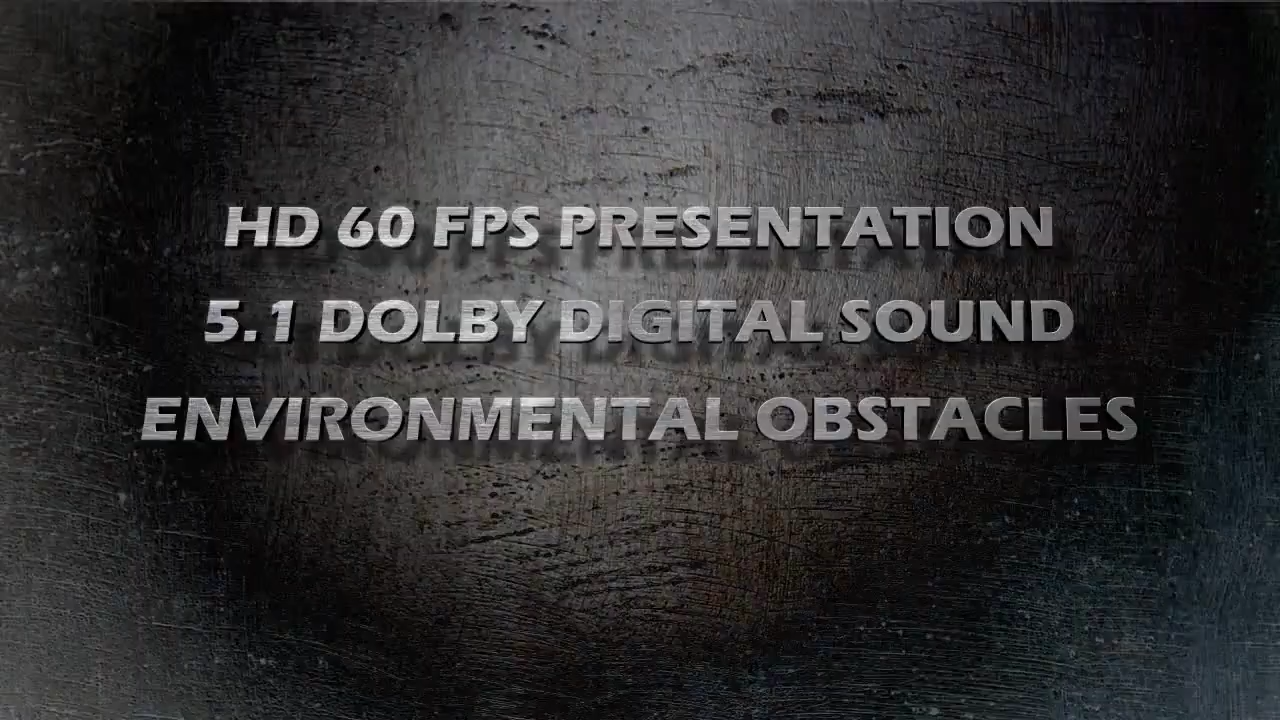 HD 60 FPS PRESENTATION
5.1 DOLBY DIGITAL SOUND
ENVIRONMENTAL OBSTACLES